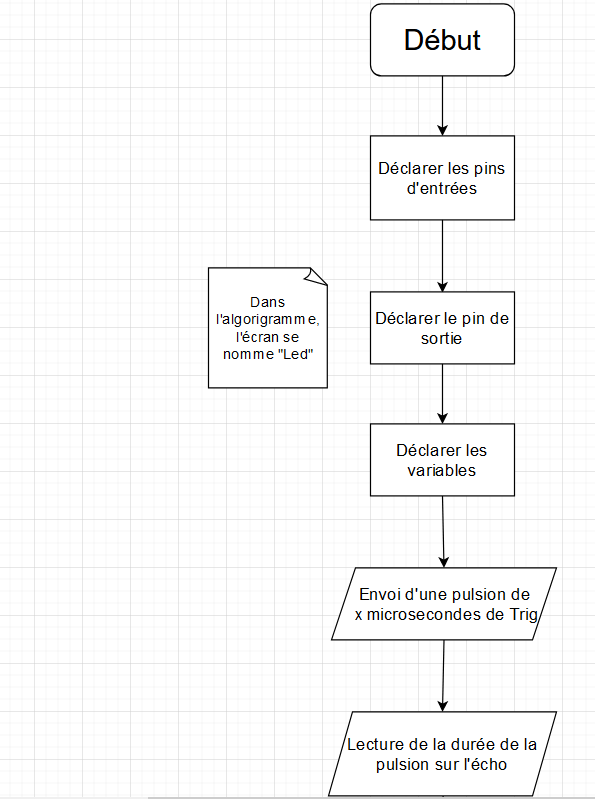 Début
Déclarer les pins
d'entrées
Dans
l'algorigramme,
l'écran se
nomme "Led"
Déclarer le pin de
sortie
Déclarer les
variables
Envoi d'une pulsion de
x microsecondes de Trig
Lecture de la durée de la
pulsion sur l'écho